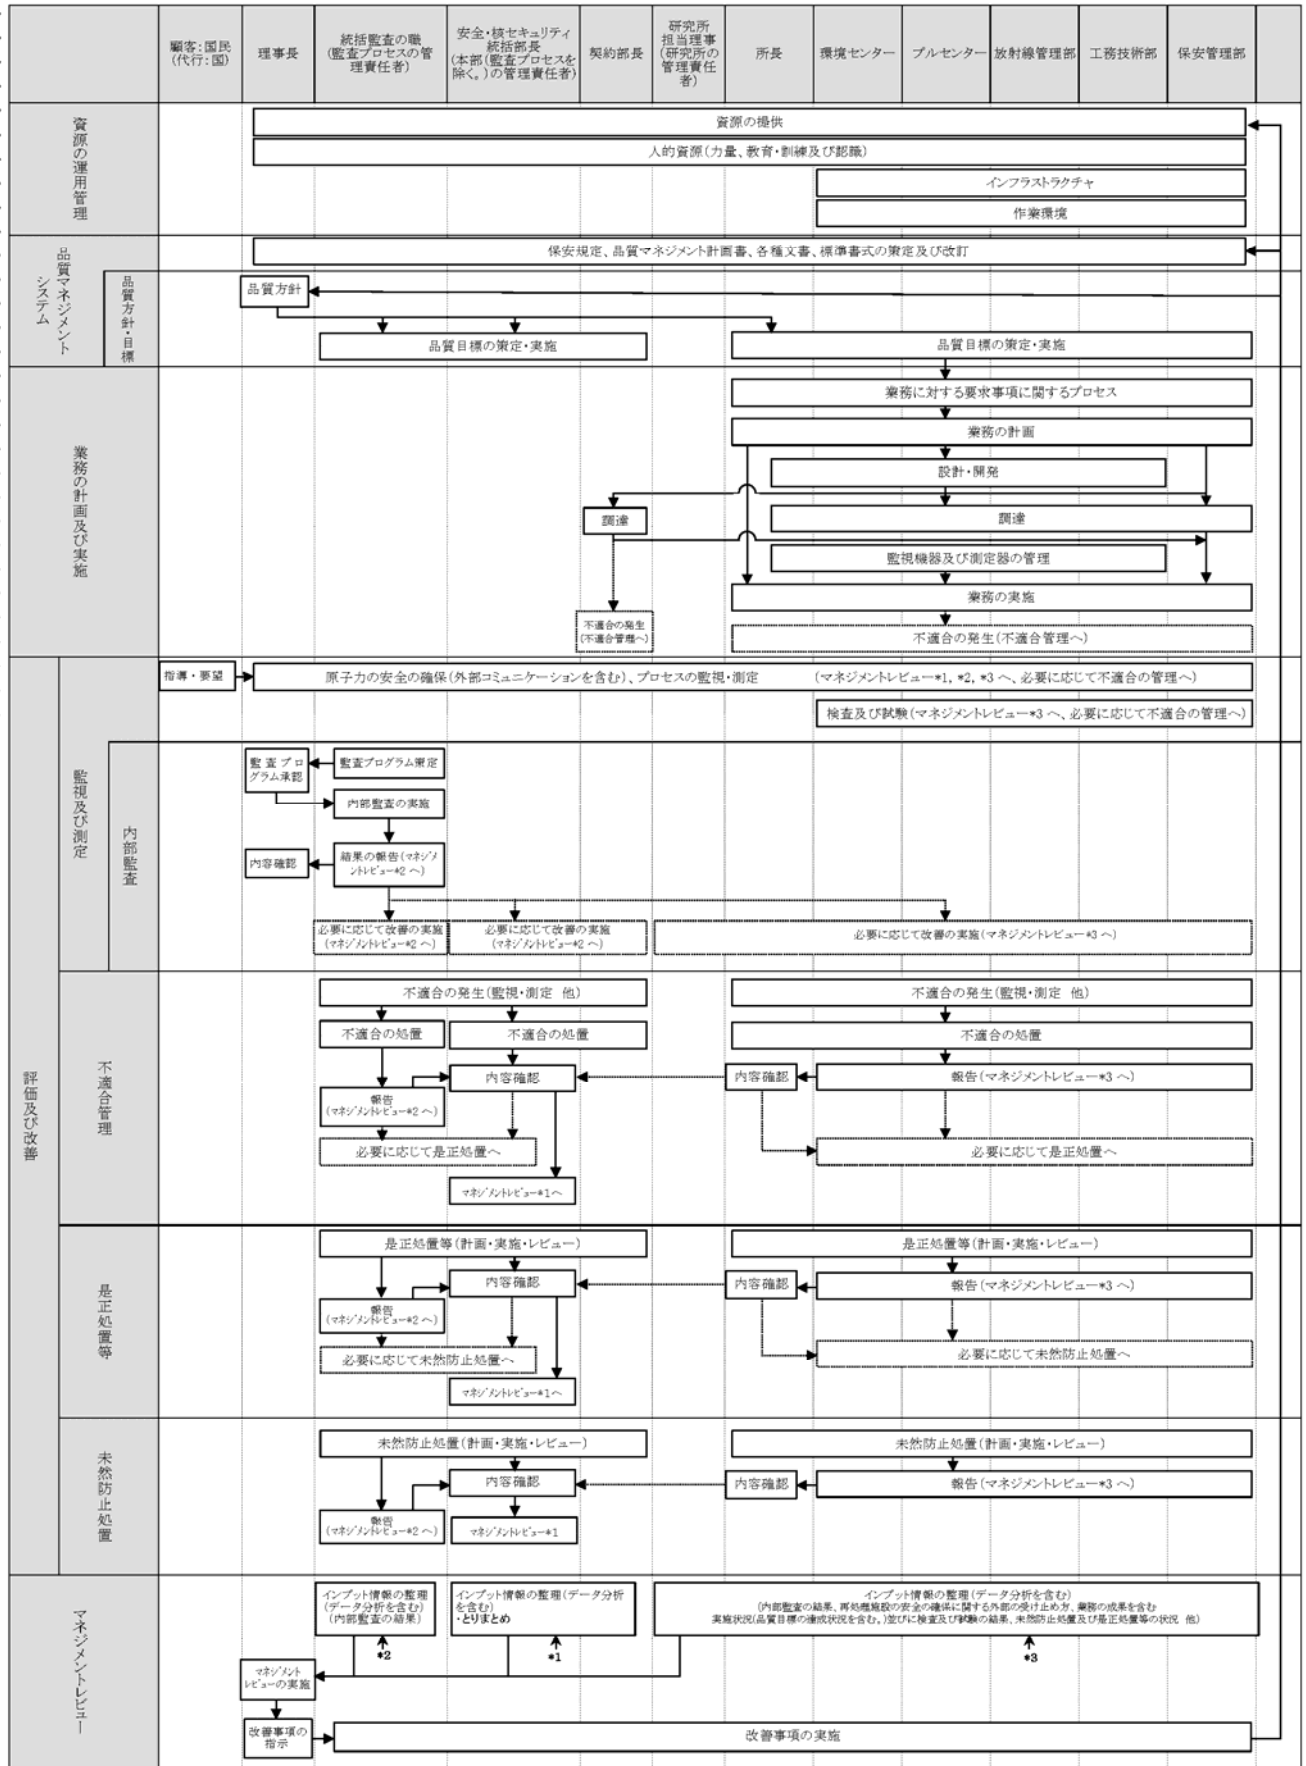 顧客:国民
(代行:国)
理事長
統括監査の職
(監査プロセスの管
理責任者)
安全・核セキュリティ
統括部長
(本部(監査プロセスを
除く。)の管理責任者)
契約部長
研究所
担当理事
(研究所の
管理責任
者)
所長
環境センター
プルセンター
放射線管理部
工務技術部
保安管理部
資源の運用管理
資源の提供
人的資源(力量、教育・訓練及び認識)
インフラストラクチャ
作業環境
品質マネジメント
システム
保安規定、品質マネジメント計画書、各種文書、標準書式の策定及び改訂
品質方針・目標
品質方針
品質目標の策定・実施
品質目標の策定・実施
業務の計画及び実施
業務に対する要求事項に関するプロセス
業務の計画
設計・開発
調達
調達
監視機器及び測定器の管理
業務の実施
不適合の発生
(不適合管理へ)
不適合の発生(不適合管理へ)
評価及び改善
監視及び測定
指導・要望
原子力の安全の確保(外部コミュニケーションを含む)、プロセスの監視・測定 (マネジメントレビュー*1, *2, *3 へ、必要に応じて不適合の管理へ)
検査及び試験(マネジメントレビュー*3 へ、必要に応じて不適合の管理へ)
内部監査
監査プロ
グラム承認
監査プログラム策定
内部監査の実施
内容確認
結果の報告(マネジメ
ントレビュー*2 へ)
必要に応じて改善の実施
(マネジメントレビュー*2 へ)
必要に応じて改善の実施
(マネジメントレビュー*2 へ)
必要に応じて改善の実施(マネジメントレビュー*3 へ)
不適合管理
不適合の発生(監視・測定 他)
不適合の発生(監視・測定 他)
不適合の処置
不適合の処置
不適合の処置
内容確認
内容確認
報告(マネジメントレビュー*3 へ)
報告
(マネジメントレビュー*2 へ)
必要に応じて是正処置へ
必要に応じて是正処置へ
マネジメントレビュー*1へ
是正処置等
是正処置等(計画・実施・レビュー)
是正処置等(計画・実施・レビュー)
内容確認
内容確認
報告(マネジメントレビュー*3 へ)
報告
(マネジメントレビュー*2 へ)
必要に応じて未然防止処置へ
必要に応じて未然防止処置へ
マネジメントレビュー*1へ
未然防止処置
未然防止処置(計画・実施・レビュー)
未然防止処置(計画・実施・レビュー)
内容確認
内容確認
報告(マネジメントレビュー*3 へ)
報告
(マネジメントレビュー*2 へ)
マネジメントレビュー*1
マネジメントレビュー
インプット情報の整理
(データ分析を含む)
(内部監査の結果)
インプット情報の整理(データ分析
を含む)
・とりまとめ
インプット情報の整理(データ分析を含む)
(内部監査の結果、再処理施設の安全の確保に関する外部の受け止め方、業務の成果を含む
実施状況(品質目標の達成状況を含む。)並びに検査及び試験の結果、未然防止処置及び是正処置等の状況 他)
*2
*1
*3
マネジメント
レビューの実施
改善事項の
指示
改善事項の実施